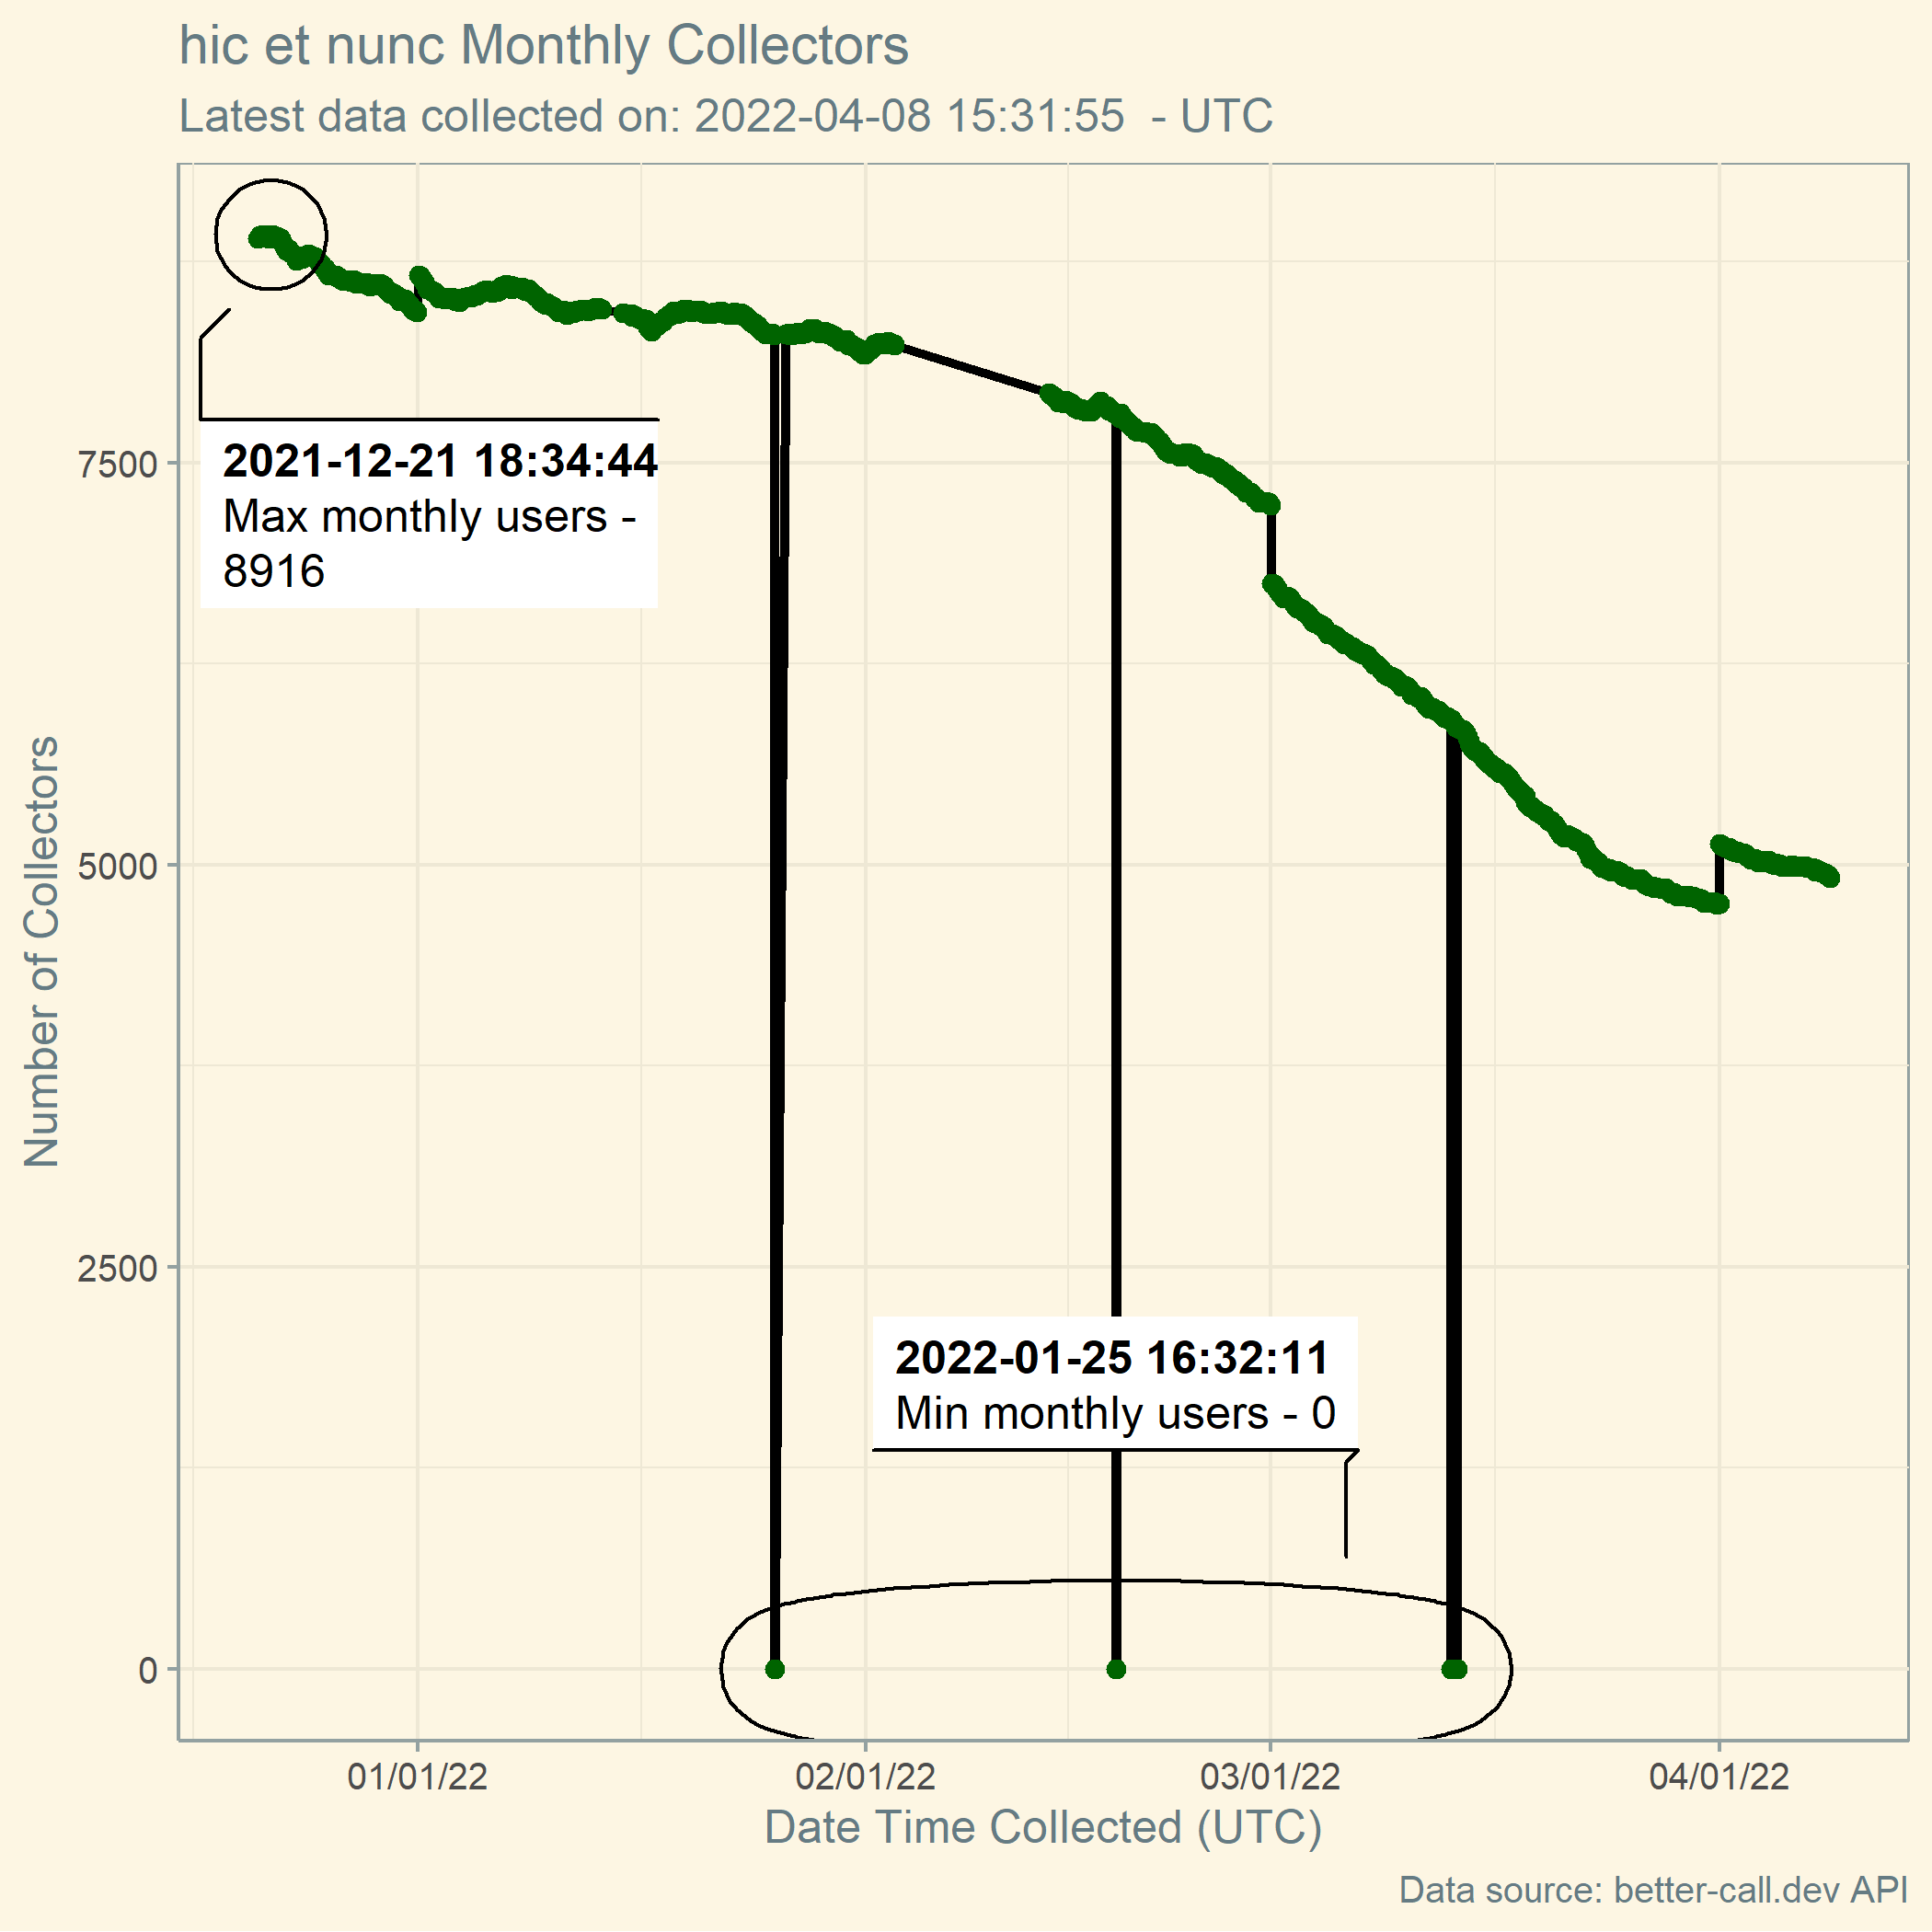 hic et nunc Monthly Collectors
Latest data collected on: 2022-04-08 15:31:55  - UTC
2021-12-21 18:34:44
Max monthly users -
8916
7500
5000
2500
0
Number of Collectors
2022-01-25 16:32:11
Min monthly users - 0
01/01/22
02/01/22
03/01/22
04/01/22
Date Time Collected (UTC)
Data source: better-call.dev API